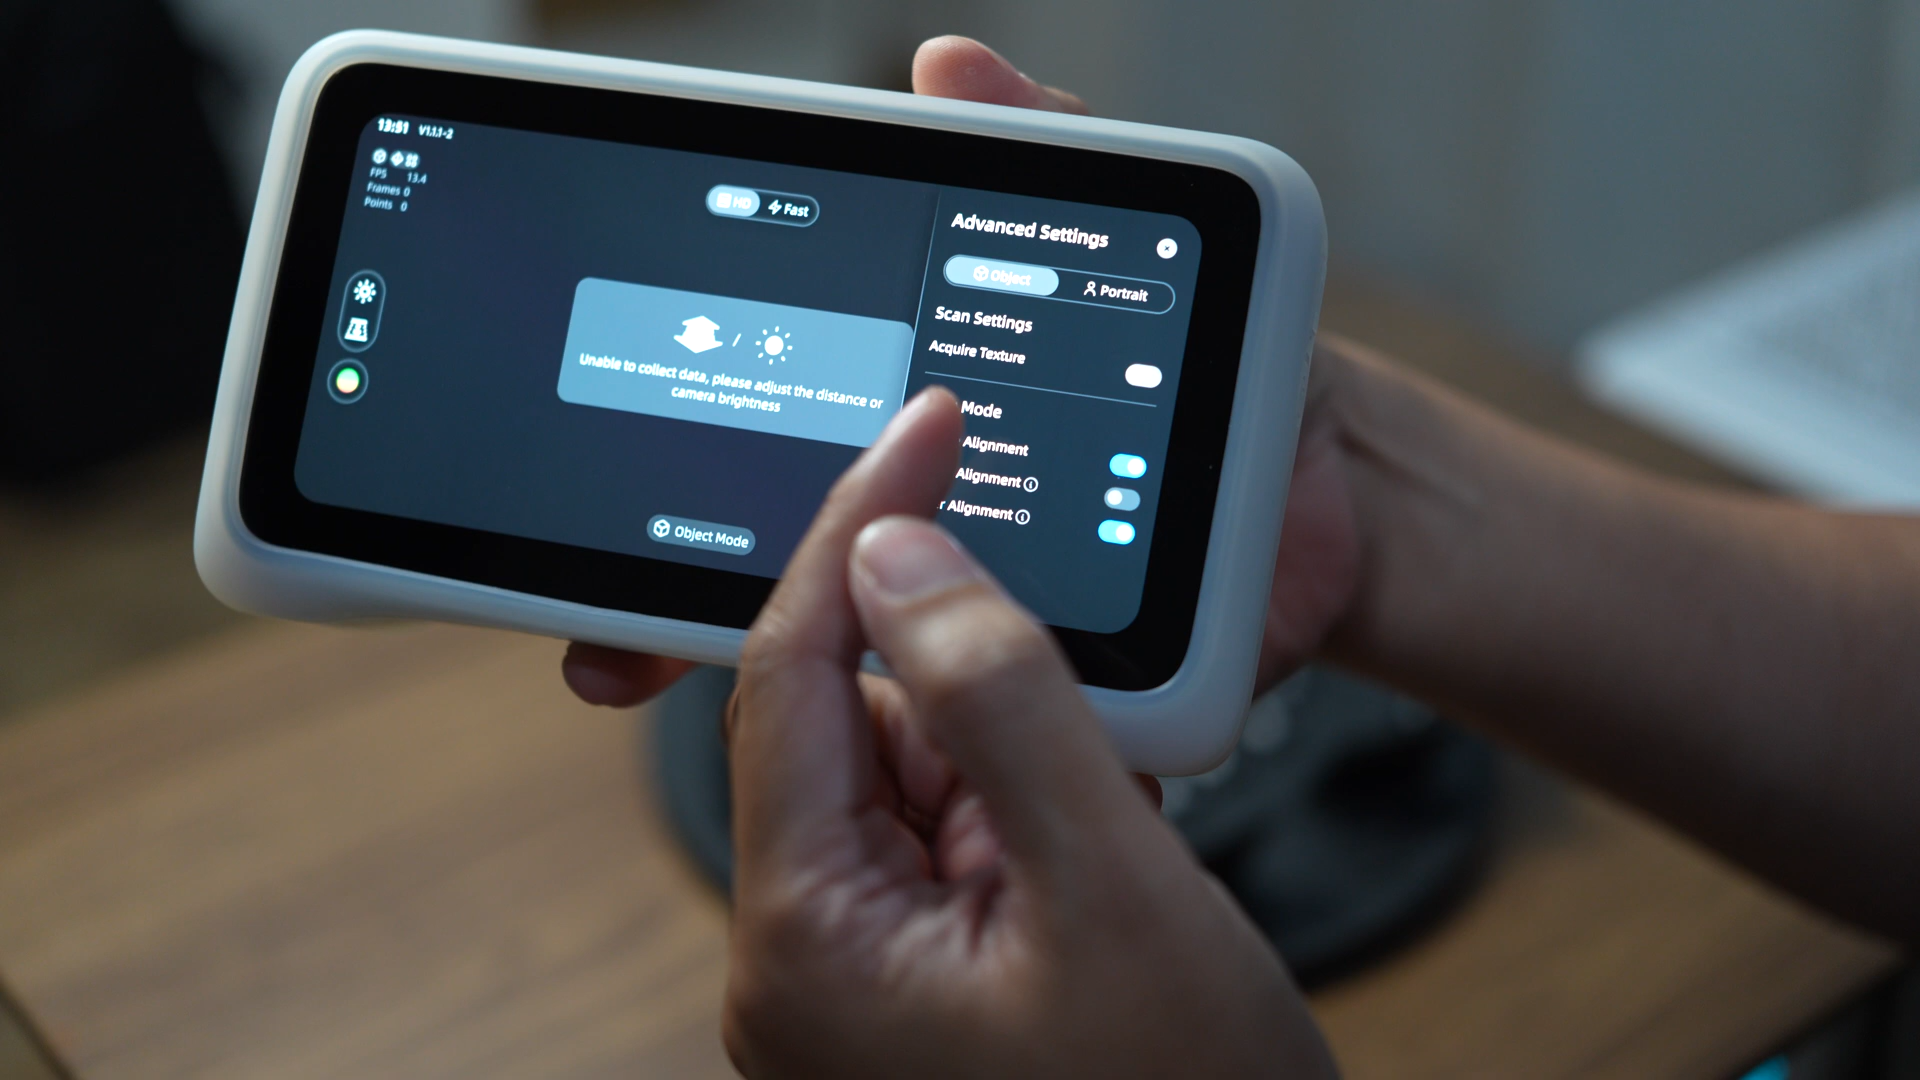 13:51 V1.1.1-2
FPS 13.4
Frames 0
Points 0
HD Fast
Unable to collect data, please adjust the distance or
camera brightness
Object Mode
Advanced Settings
Object Portrait
Scan Settings
Acquire Texture
Mode
Alignment
Alignment
Alignment